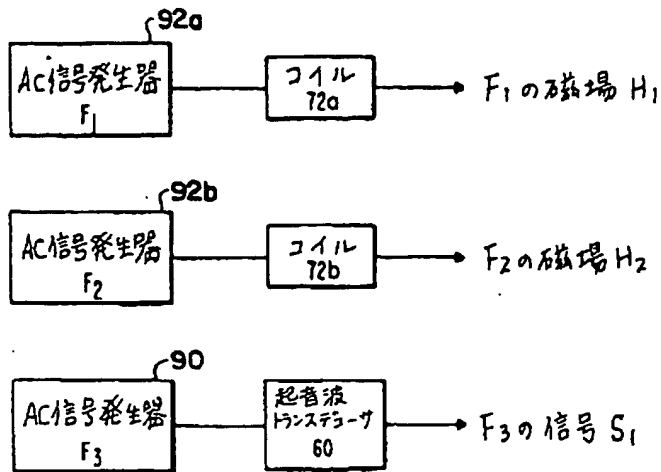 92a
AC信号発生器
F1
コイル
72a
F1の磁場 H1
92b
AC信号発生器
F2
コイル
72b
F2の磁場 H2
90
AC信号発生器
F3
起音波
トランスデューサ
60
F3の信号 S1